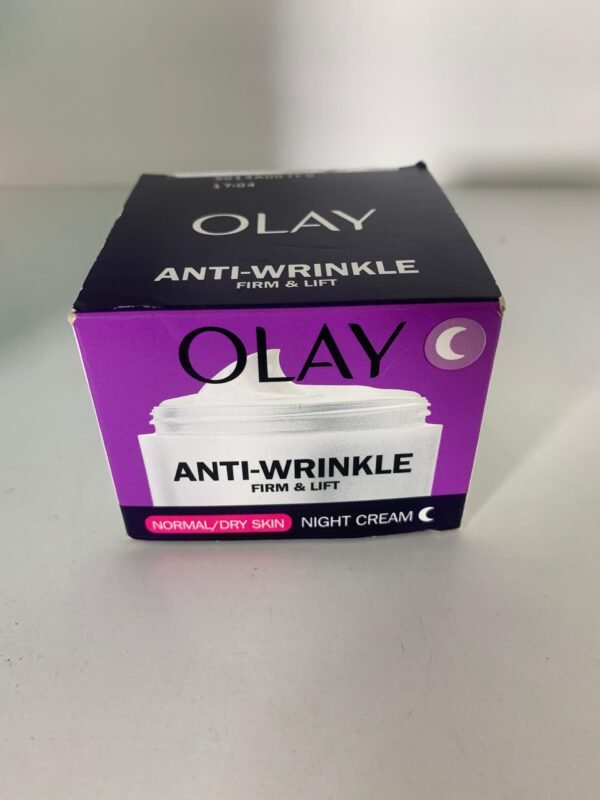 17:04
OLAY
ANTI-WRINKLE
FIRM & LIFT
OLAY
ANTI-WRINKLE
FIRM & LIFT
NORMAL/DRY SKIN NIGHT CREAM